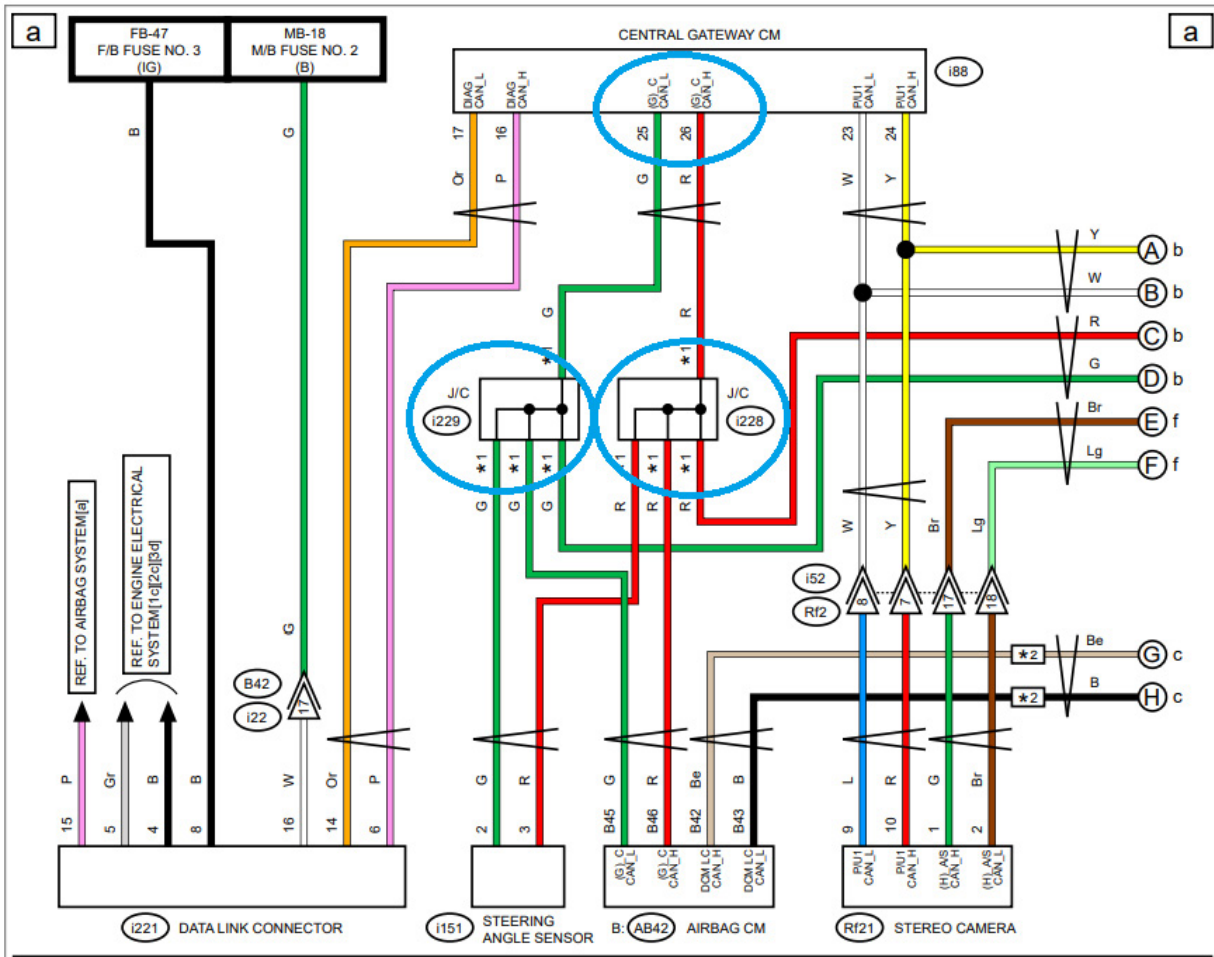 a
FB-47
F/B FUSE NO. 3
(IG)
MB-18
M/B FUSE NO. 2
(B)
CENTRAL GATEWAY CM
a
DIAG
CAN_L
DIAG
CAN_H
(G)_C
CAN_L
(G)_C
CAN_H
P/U1
CAN_L
P/U1
CAN_H
i88
B
G
17
16
25
26
23
24
Or
P
G
R
W
Y
Y
A b
W
B b
R
C b
G
D b
Br
E f
Lg
F f
G
R
*1
*1
J/C
i229
J/C
i228
*1
*1
*1
*1
*1
*1
G
G
G
R
R
R
W
Y
Br
Lg
i52
Rf2
8
7
17
18
REF. TO AIRBAG SYSTEM[a]
REF. TO ENGINE ELECTRICAL
SYSTEM[1c][2c][3d]
G
B42
i22
17
*2
Be
G c
*2
B
H c
P
Gr
B
B
W
Or
P
G
R
G
R
Be
B
L
R
G
Br
15
5
4
8
16
14
6
2
3
B45
B46
B42
B43
9
10
1
2
(G)_C
CAN_L
(G)_C
CAN_H
DCM LC
CAN_H
DCM LC
CAN_L
P/U1
CAN_L
P/U1
CAN_H
(H)_A/S
CAN_H
(H)_A/S
CAN_L
i221 DATA LINK CONNECTOR
i151 STEERING
ANGLE SENSOR
B: AB42 AIRBAG CM
Rf21 STEREO CAMERA